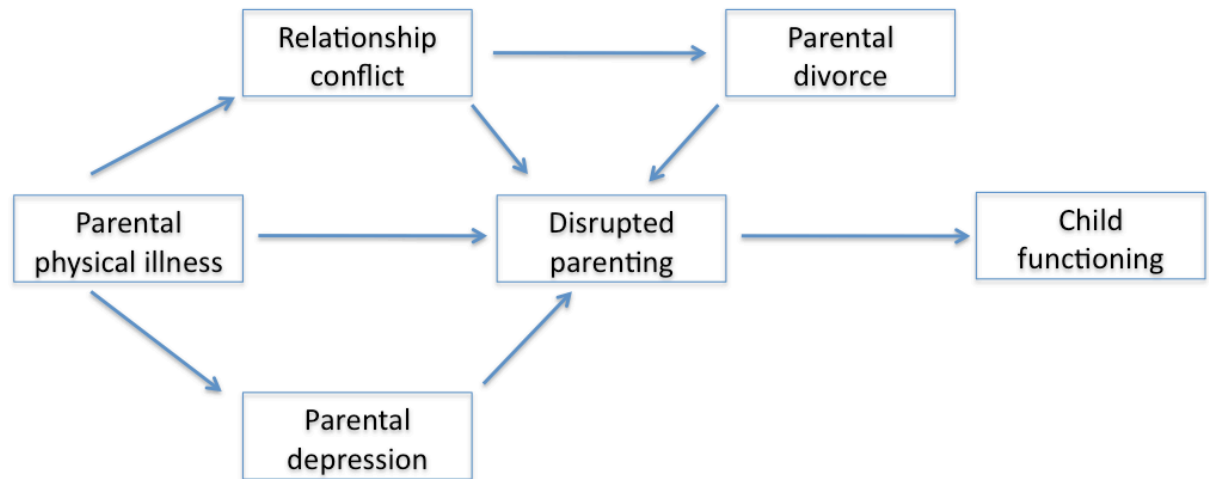 Relationship
conflict
Parental
divorce
Parental
physical illness
Disrupted
parenting
Child
functioning
Parental
depression